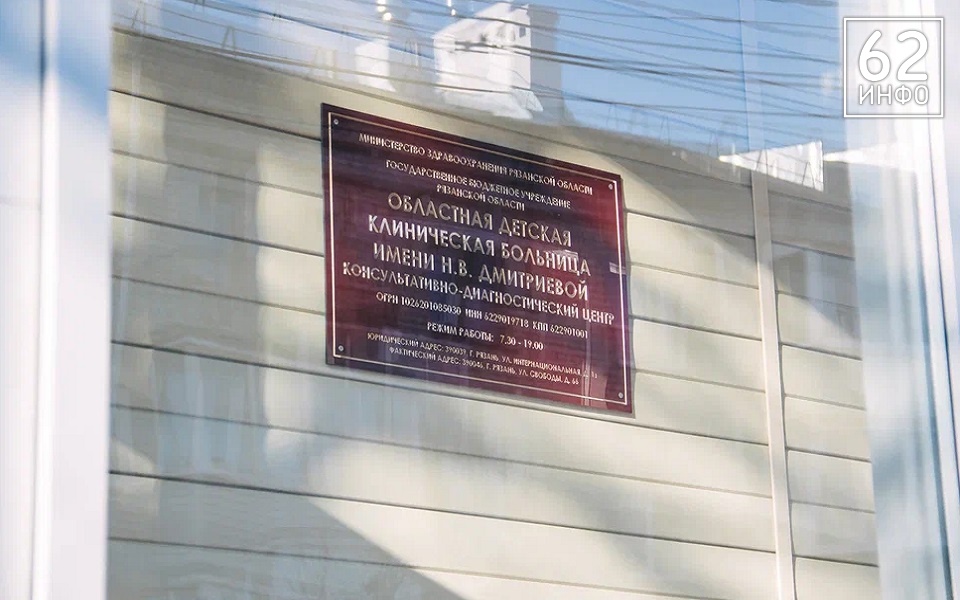 62
ИНФО
МИНИСТЕРСТВО ЗДРАВООХРАНЕНИЯ РЯЗАНСКОЙ ОБЛАСТИ
ГОСУДАРСТВЕННОЕ БЮДЖЕТНОЕ УЧРЕЖДЕНИЕ
РЯЗАНСКОЙ ОБЛАСТИ
ОБЛАСТНАЯ ДЕТСКАЯ
КЛИНИЧЕСКАЯ БОЛЬНИЦА
ИМЕНИ Н.В. ДМИТРИЕВОЙ
КОНСУЛЬТАТИВНО-ДИАГНОСТИЧЕСКИЙ ЦЕНТР
ОГРН 1026201085030 ИНН 6229019718 КПП 622901001
РЕЖИМ РАБОТЫ: 7.30 - 19.00
ЮРИДИЧЕСКИЙ АДРЕС: 390039, Г. РЯЗАНЬ, УЛ. ИНТЕРНАЦИОНАЛЬНАЯ, Д.
ФАКТИЧЕСКИЙ АДРЕС: 390046, Г. РЯЗАНЬ, УЛ. СВОБОДЫ, Д. 66